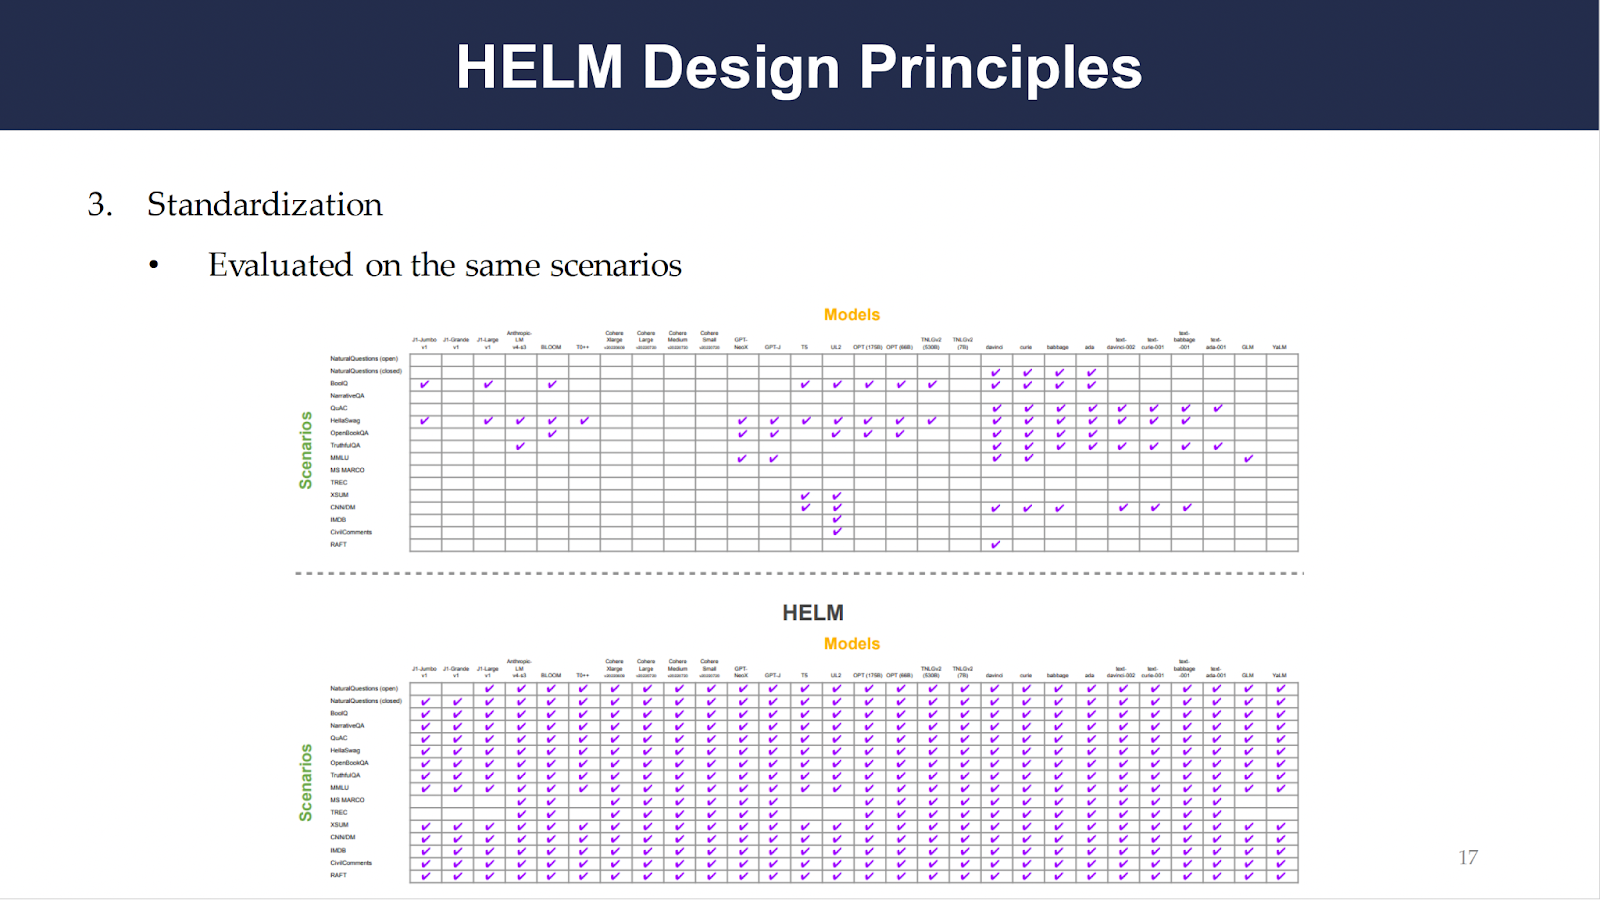 HELM Design Principles
3. Standardization
• Evaluated on the same scenarios
Models
J1-Jumbo v1 J1-Grande v1 J1-Large v1 Anthropic-LM v4-s3 BLOOM T0++ Cohere Xlarge Cohere Large Cohere Medium Cohere Small GPT-NeoX GPT-J T5 UL2 OPT (175B) OPT (66B) TNLGv2 (530B) TNLGv2 (7B) davinci curie babbage ada text-davinci-002 text-curie-001 text-babbage-001 text-ada-001 GLM YaLM
Scenarios
NaturalQuestions (open)
NaturalQuestions (closed)
BoolQ
NarrativeQA
QuAC
HellaSwag
OpenBookQA
TruthfulQA
MMLU
MS MARCO
TREC
XSUM
CNN/DM
IMDB
CivilComments
RAFT
HELM
Models
J1-Jumbo v1 J1-Grande v1 J1-Large v1 Anthropic-LM v4-s3 BLOOM T0++ Cohere Xlarge Cohere Large Cohere Medium Cohere Small GPT-NeoX GPT-J T5 UL2 OPT (175B) OPT (66B) TNLGv2 (530B) TNLGv2 (7B) davinci curie babbage ada text-davinci-002 text-curie-001 text-babbage-001 text-ada-001 GLM YaLM
Scenarios
NaturalQuestions (open)
NaturalQuestions (closed)
BoolQ
NarrativeQA
QuAC
HellaSwag
OpenBookQA
TruthfulQA
MMLU
MS MARCO
TREC
XSUM
CNN/DM
IMDB
CivilComments
RAFT
17